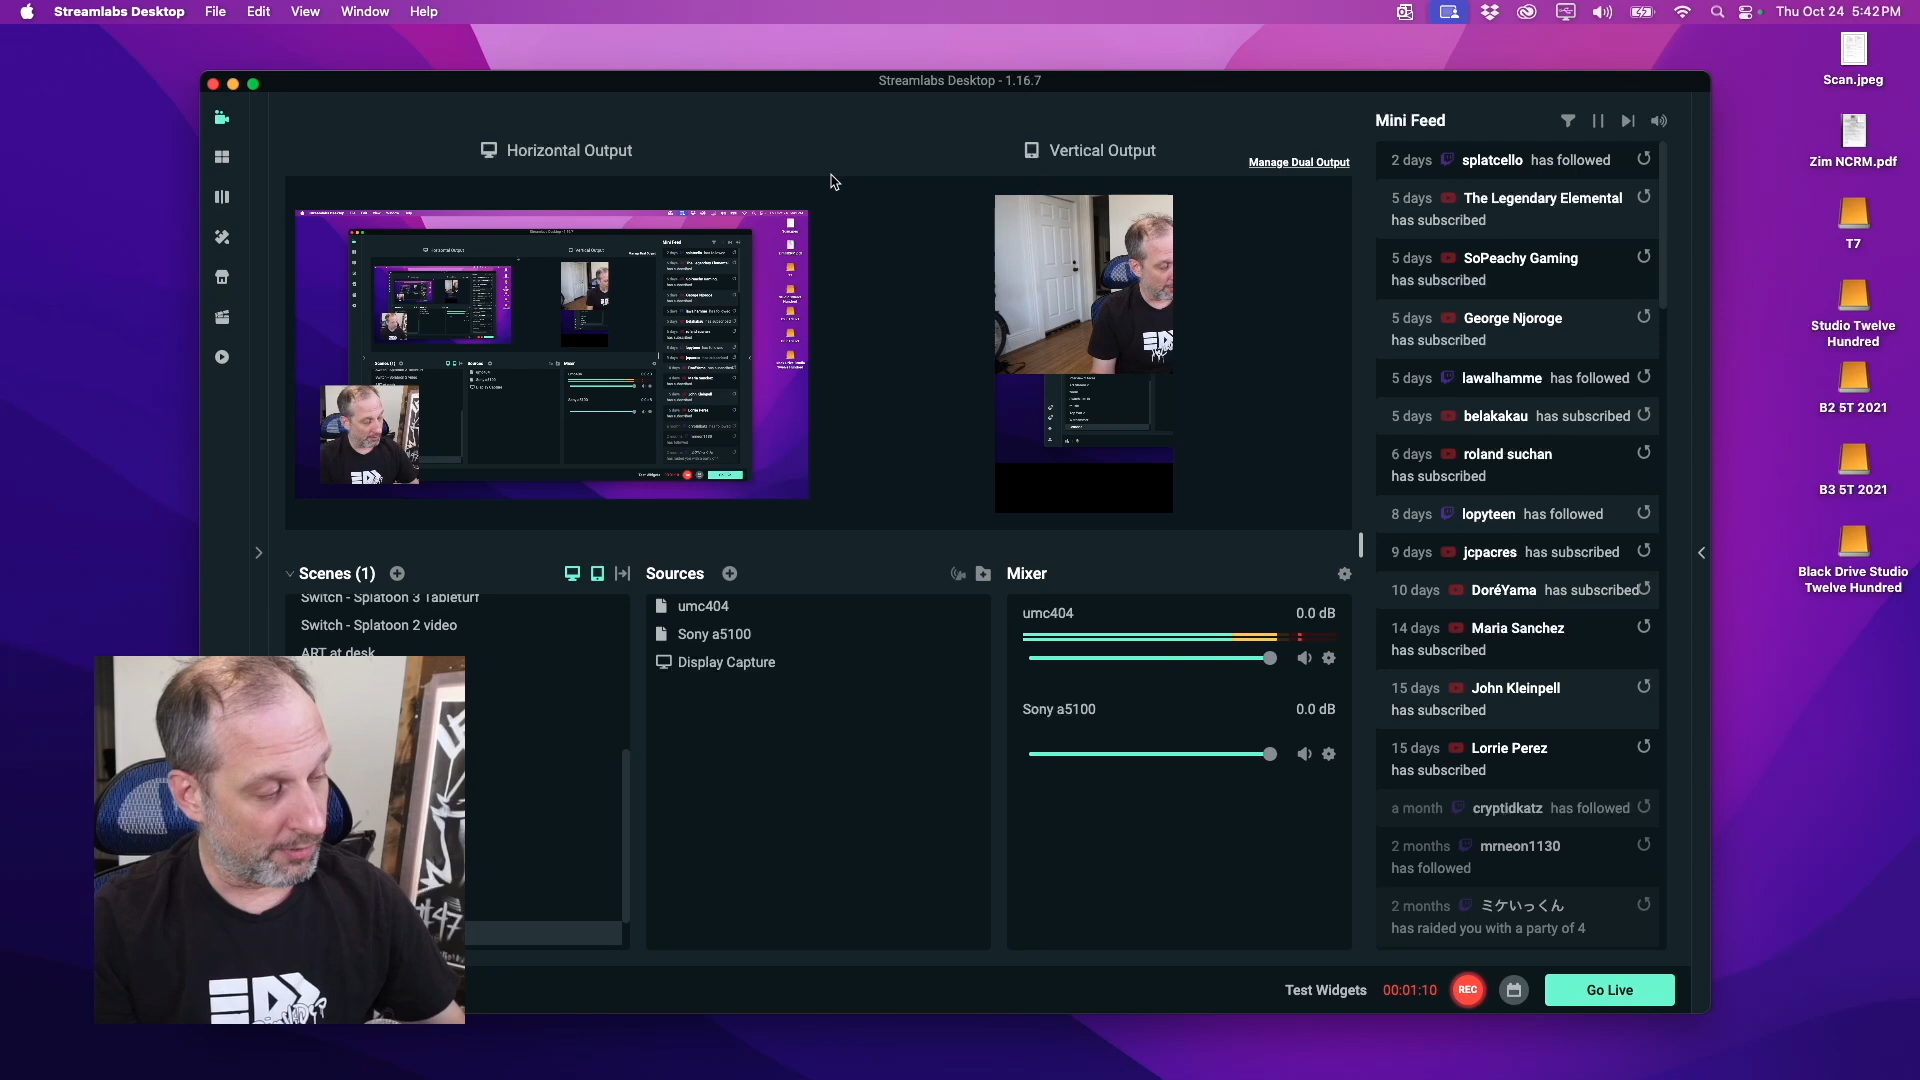 Streamlabs Desktop File Edit View Window Help
Thu Oct 24 5:42 PM
Scan.jpeg
Zim NCRM.pdf
T7
Studio Twelve
Hundred
B2 5T 2021
B3 5T 2021
Black Drive Studio
Twelve Hundred
Streamlabs Desktop - 1.16.7
Horizontal Output
Vertical Output
Manage Dual Output
Mini Feed
2 days splatcello has followed
5 days The Legendary Elemental
has subscribed
5 days SoPeachy Gaming
has subscribed
5 days George Njoroge
has subscribed
5 days lawalhamme has followed
5 days belakakau has subscribed
6 days roland suchan
has subscribed
8 days lopyteen has followed
9 days jcpacres has subscribed
10 days DoréYama has subscribed
14 days Maria Sanchez
has subscribed
15 days John Kleinpell
has subscribed
15 days Lorrie Perez
has subscribed
a month cryptidkatz has followed
2 months mrneon1130
has followed
2 months ミケいっくん
has raided you with a party of 4
Scenes (1)
Switch - Splatoon 3 Tableturf
Switch - Splatoon 2 video
ART at desk
Sources
umc404
Sony a5100
Display Capture
Mixer
umc404 0.0 dB
Sony a5100 0.0 dB
#47
Test Widgets 00:01:10 REC Go Live